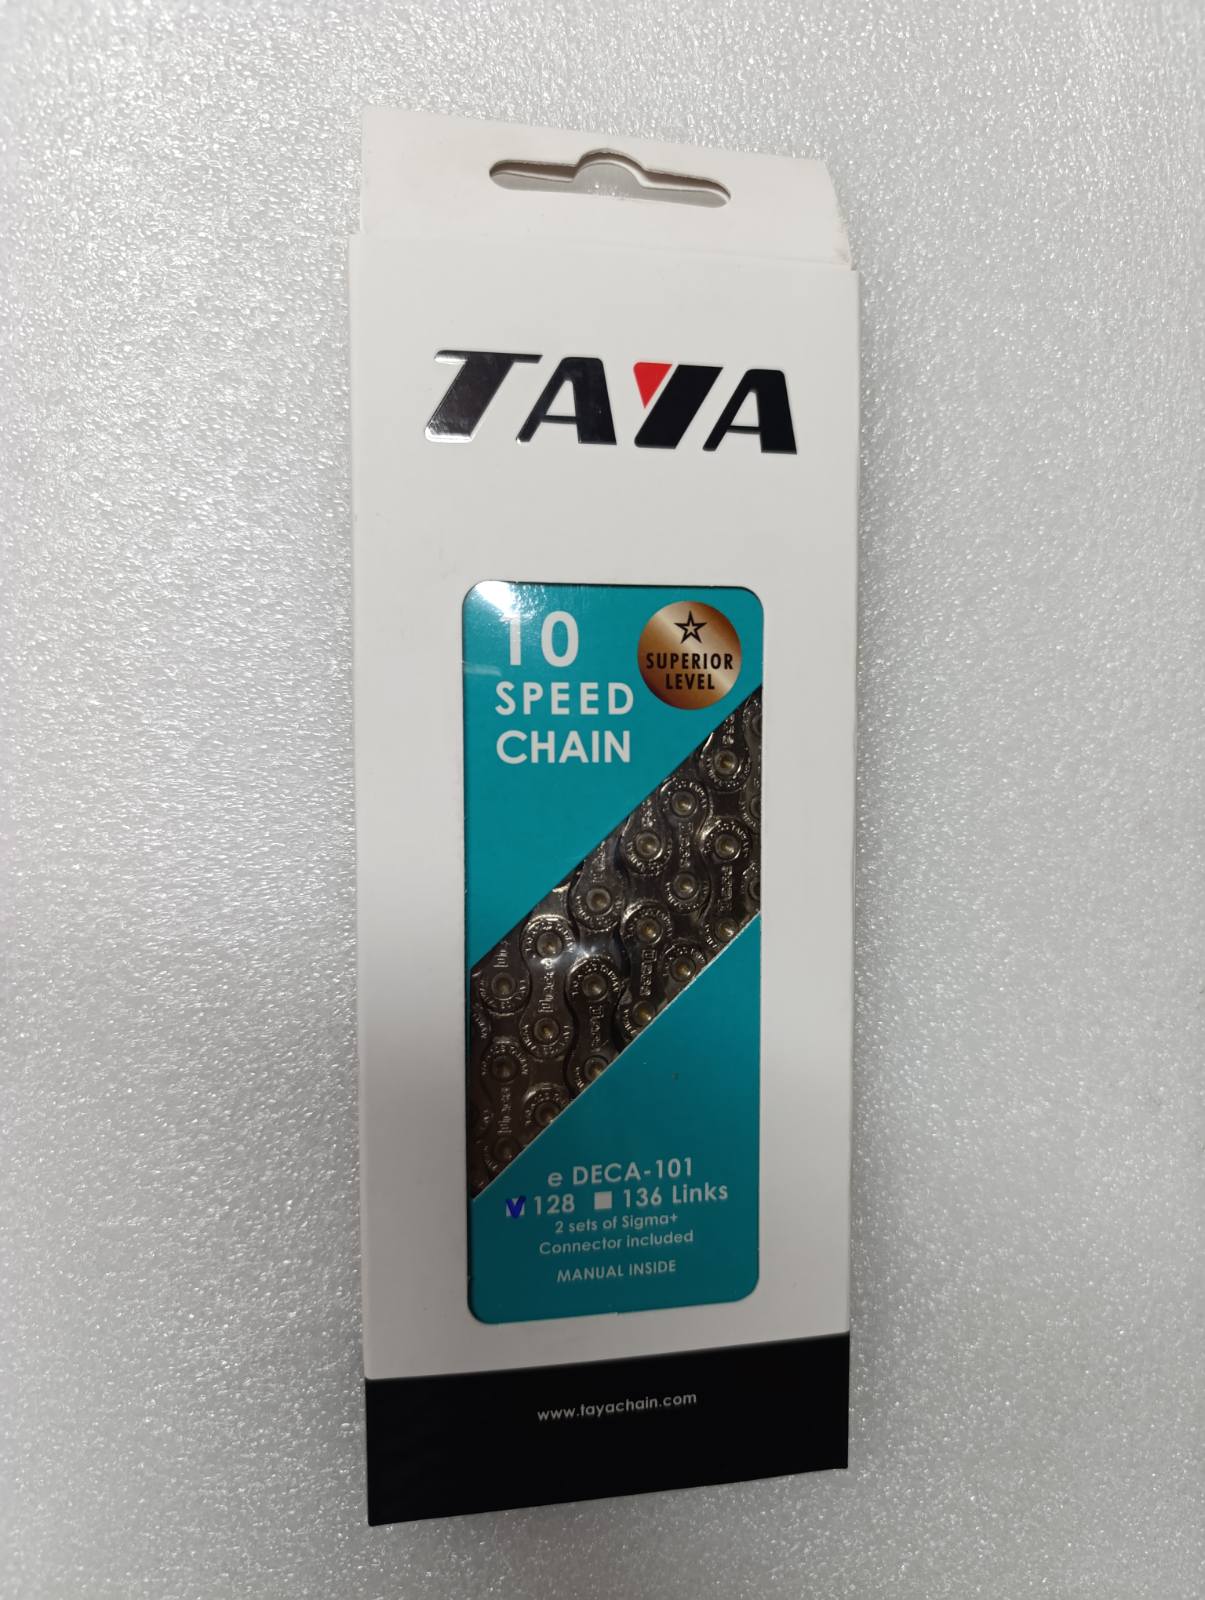 TAYA
10
SPEED
CHAIN
SUPERIOR
LEVEL
e DECA-101
128 136 Links
2 sets of Sigma+
Connector included
MANUAL INSIDE
www.tayachain.com